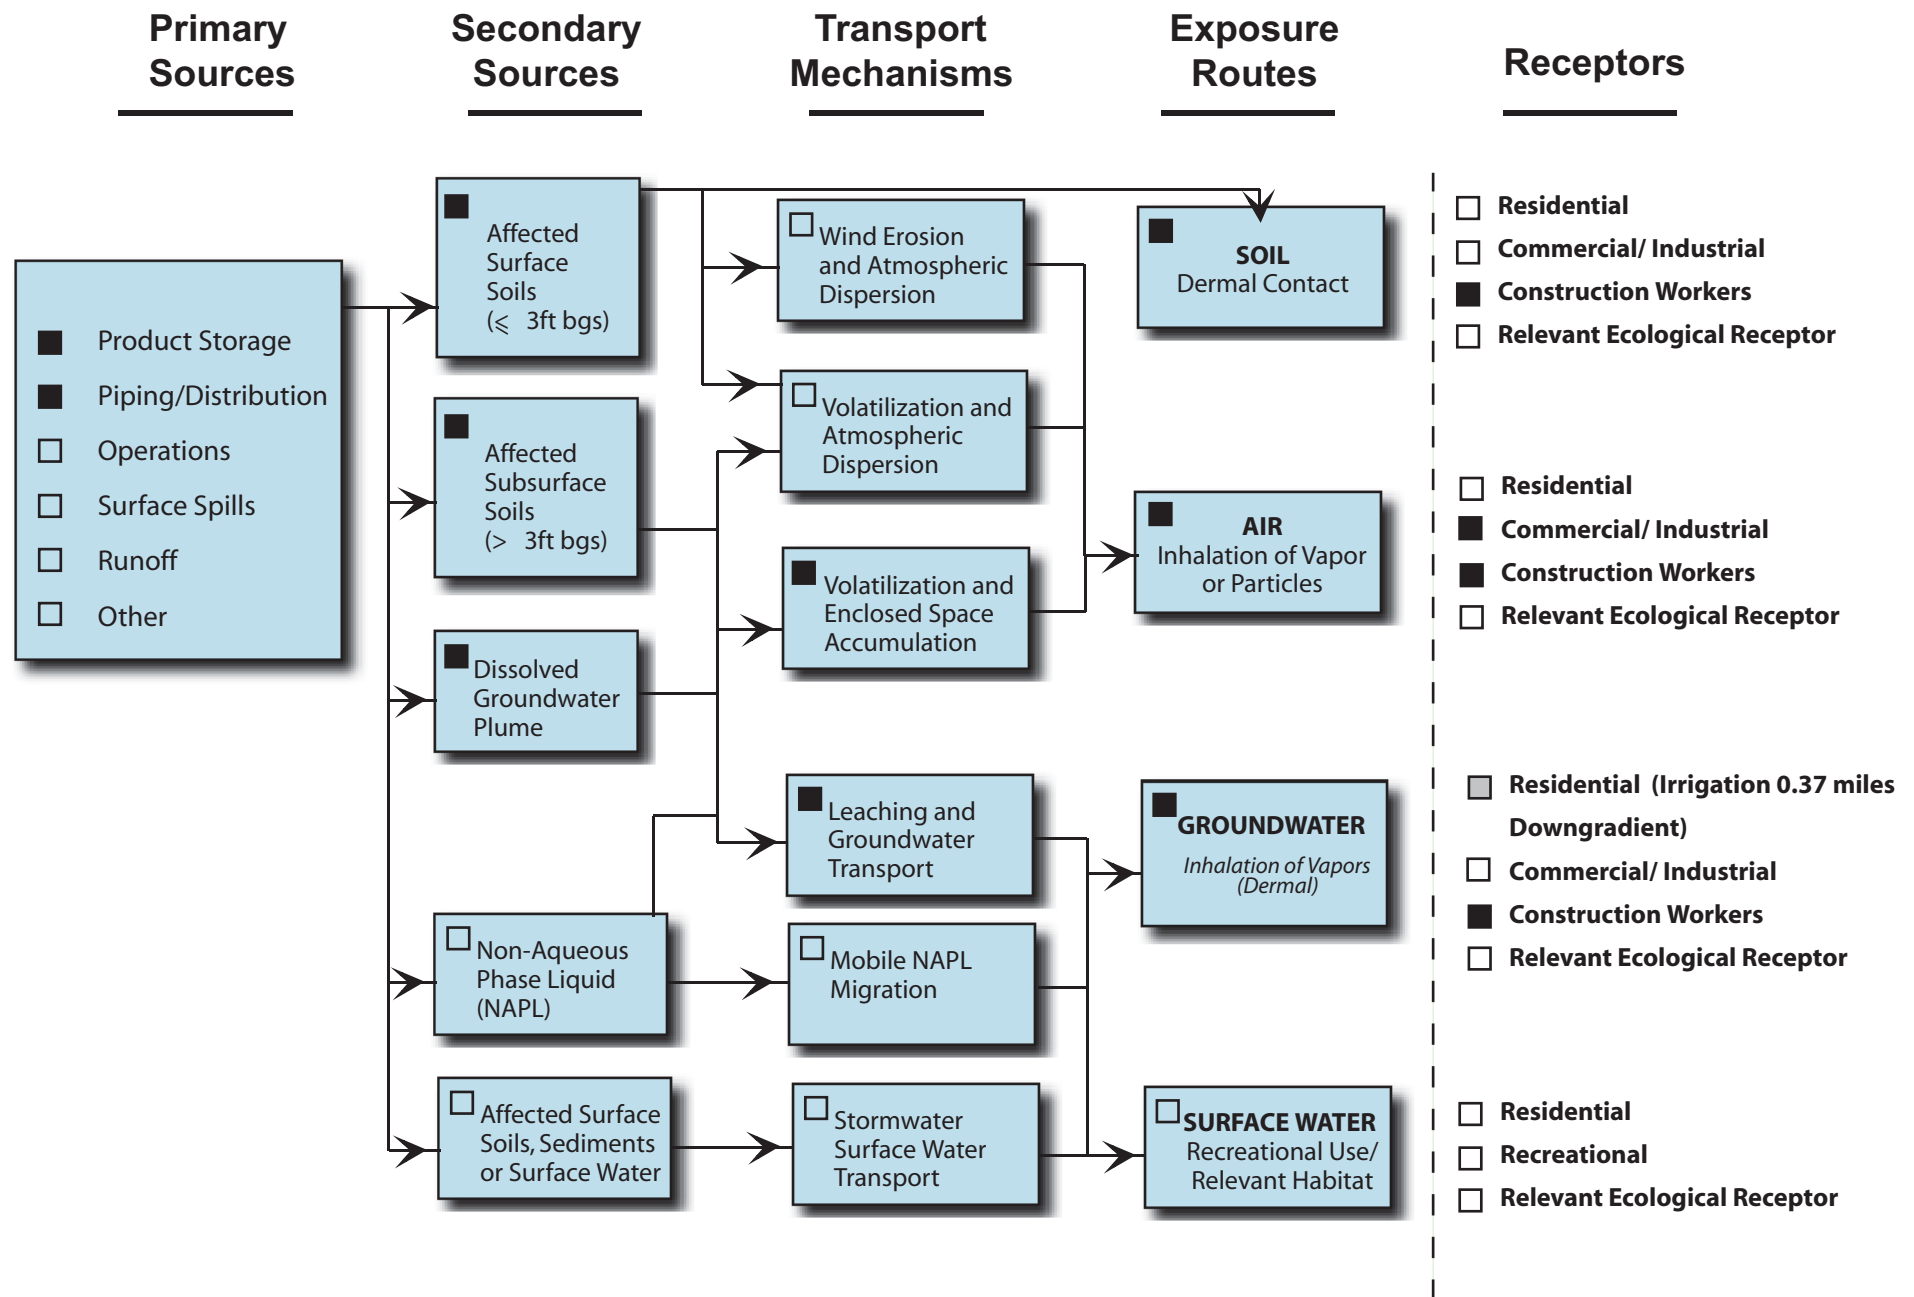 Primary
Sources
Secondary
Sources
Transport
Mechanisms
Exposure
Routes
Receptors
Product Storage
Piping/Distribution
Operations
Surface Spills
Runoff
Other
Affected
Surface
Soils
(⩽ 3ft bgs)
Affected
Subsurface
Soils
(> 3ft bgs)
Dissolved
Groundwater
Plume
Non-Aqueous
Phase Liquid
(NAPL)
Affected Surface
Soils, Sediments
or Surface Water
Wind Erosion
and Atmospheric
Dispersion
Volatilization and
Atmospheric
Dispersion
Volatilization and
Enclosed Space
Accumulation
Leaching and
Groundwater
Transport
Mobile NAPL
Migration
Stormwater
Surface Water
Transport
SOIL
Dermal Contact
AIR
Inhalation of Vapor
or Particles
GROUNDWATER
Inhalation of Vapors
(Dermal)
SURFACE WATER
Recreational Use/
Relevant Habitat
Residential
Commercial/ Industrial
Construction Workers
Relevant Ecological Receptor
Residential
Commercial/ Industrial
Construction Workers
Relevant Ecological Receptor
Residential (Irrigation 0.37 miles
Downgradient)
Commercial/ Industrial
Construction Workers
Relevant Ecological Receptor
Residential
Recreational
Relevant Ecological Receptor